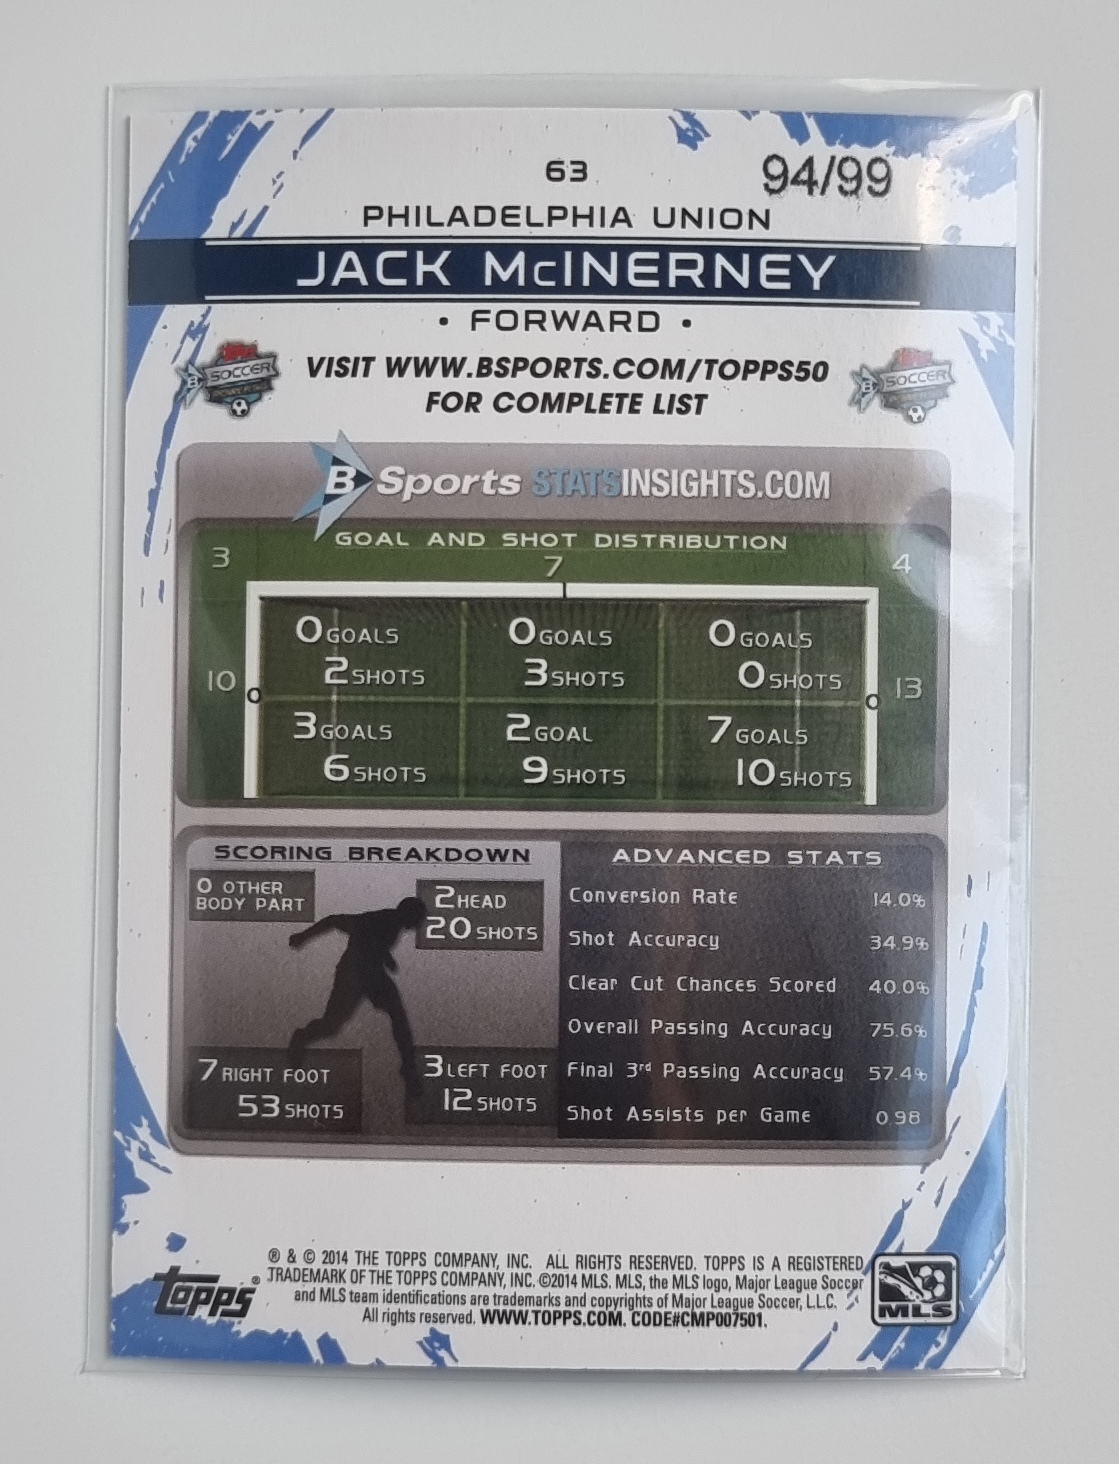 63
94/99
PHILADELPHIA UNION
JACK McINERNEY
• FORWARD •
SOCCER
VISIT WWW.BSPORTS.COM/TOPPS50
FOR COMPLETE LIST
SOCCER
B Sports STATSINSIGHTS.COM
GOAL AND SHOT DISTRIBUTION
3 7 4
0 GOALS 0 GOALS 0 GOALS
2 SHOTS 3 SHOTS 0 SHOTS
10 0 0 13
3 GOALS 2 GOAL 7 GOALS
6 SHOTS 9 SHOTS 10 SHOTS
SCORING BREAKDOWN
0 OTHER
BODY PART
2 HEAD
20 SHOTS
7 RIGHT FOOT
53 SHOTS
3 LEFT FOOT
12 SHOTS
ADVANCED STATS
Conversion Rate 14.0%
Shot Accuracy 34.9%
Clear Cut Chances Scored 40.0%
Overall Passing Accuracy 75.6%
Final 3rd Passing Accuracy 57.4%
Shot Assists per Game 0.98
Topps®
® & © 2014 THE TOPPS COMPANY, INC. ALL RIGHTS RESERVED. TOPPS IS A REGISTERED
TRADEMARK OF THE TOPPS COMPANY, INC. ©2014 MLS. MLS, the MLS logo, Major League Soccer
and MLS team identifications are trademarks and copyrights of Major League Soccer, L.L.C.
All rights reserved. WWW.TOPPS.COM. CODE#CMP007501.
MLS